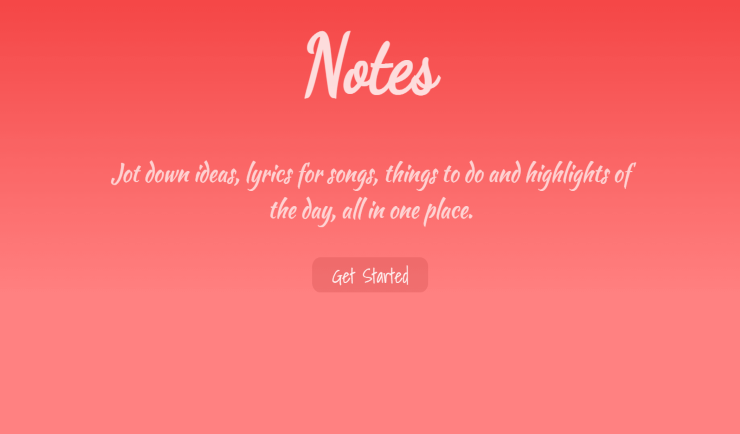 Notes
Jot down ideas, lyrics for songs, things to do and highlights of
the day, all in one place.
Get Started